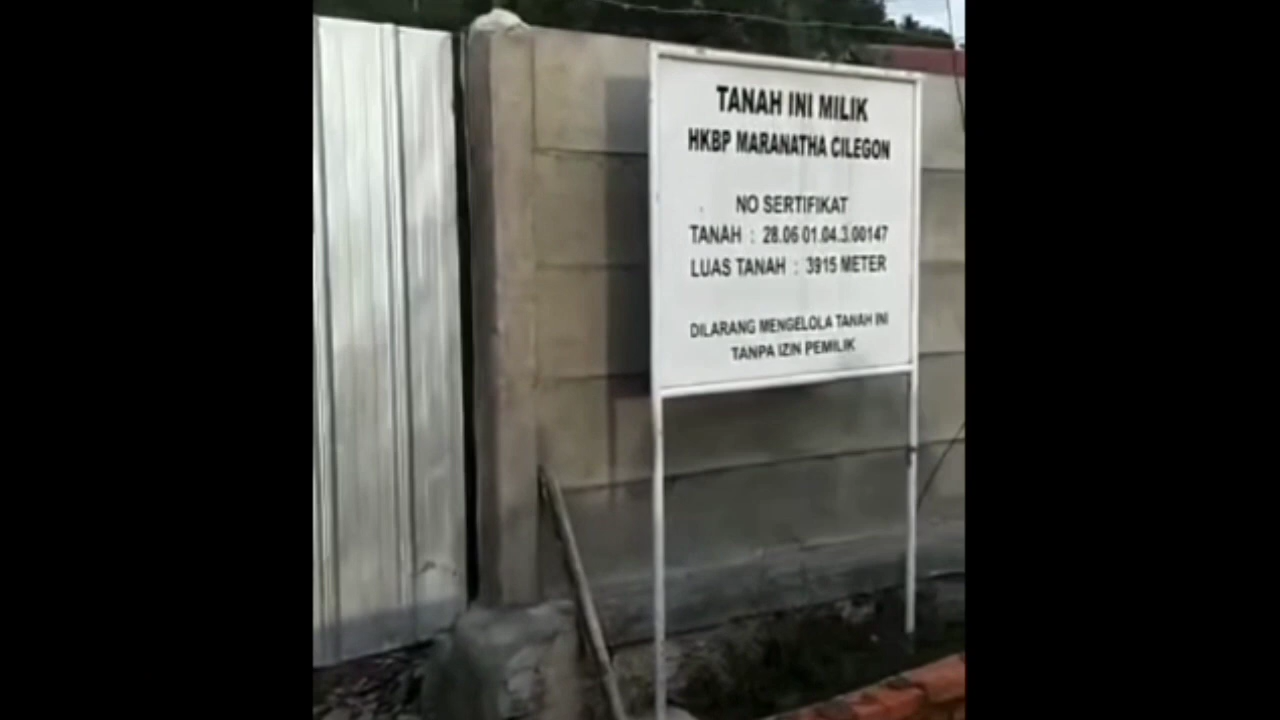 TANAH INI MILIK
HKBP MARANATHA CILEGON
NO SERTIFIKAT
TANAH : 28.06 01.04.3.00147
LUAS TANAH : 3915 METER
DILARANG MENGELOLA TANAH INI
TANPA IZIN PEMILIK